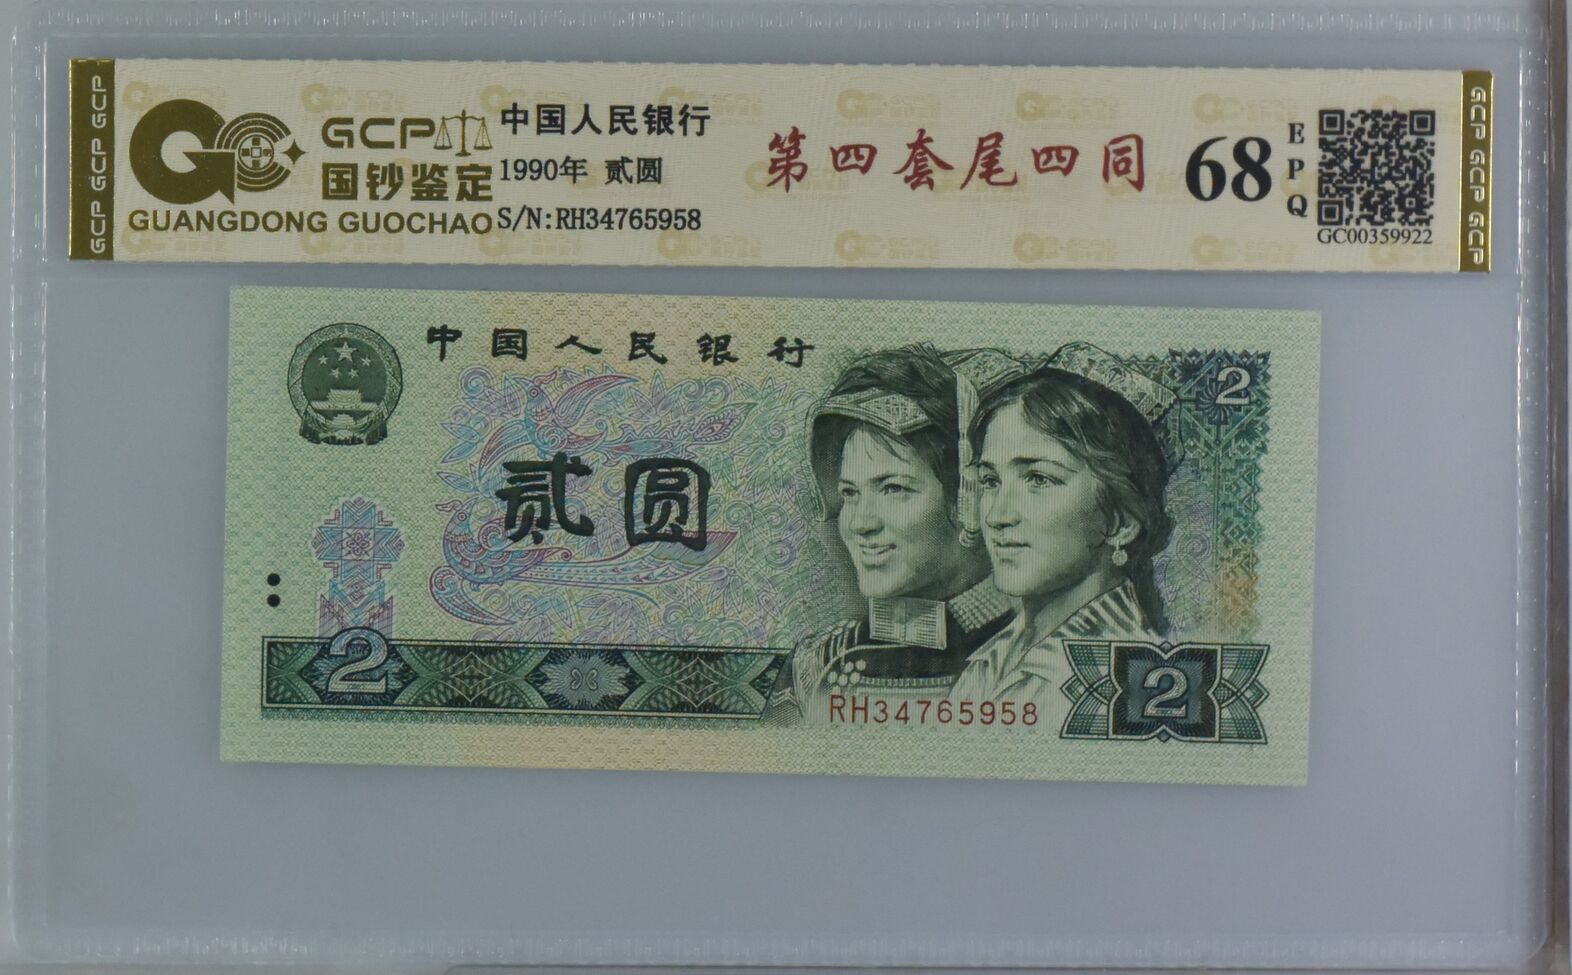 GCP GCP GCP
GCP
国钞鉴定
GUANGDONG GUOCHAO
中国人民银行
1990年 贰圆
S/N:RH34765958
第四套尾四同
68
EPQ
GC00359922
GCP GCP GCP
中国人民银行
2
贰圆
2
RH34765958
2